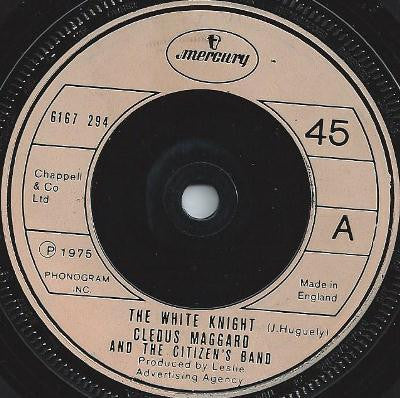 mercury
6167 294
45
Chappell
& Co
Ltd
A
℗ 1975
PHONOGRAM
INC.
Made in
England
THE WHITE KNIGHT (J.Huguely)
CLEDUS MAGGARD
AND THE CITIZEN'S BAND
Produced by Leslie
Advertising Agency